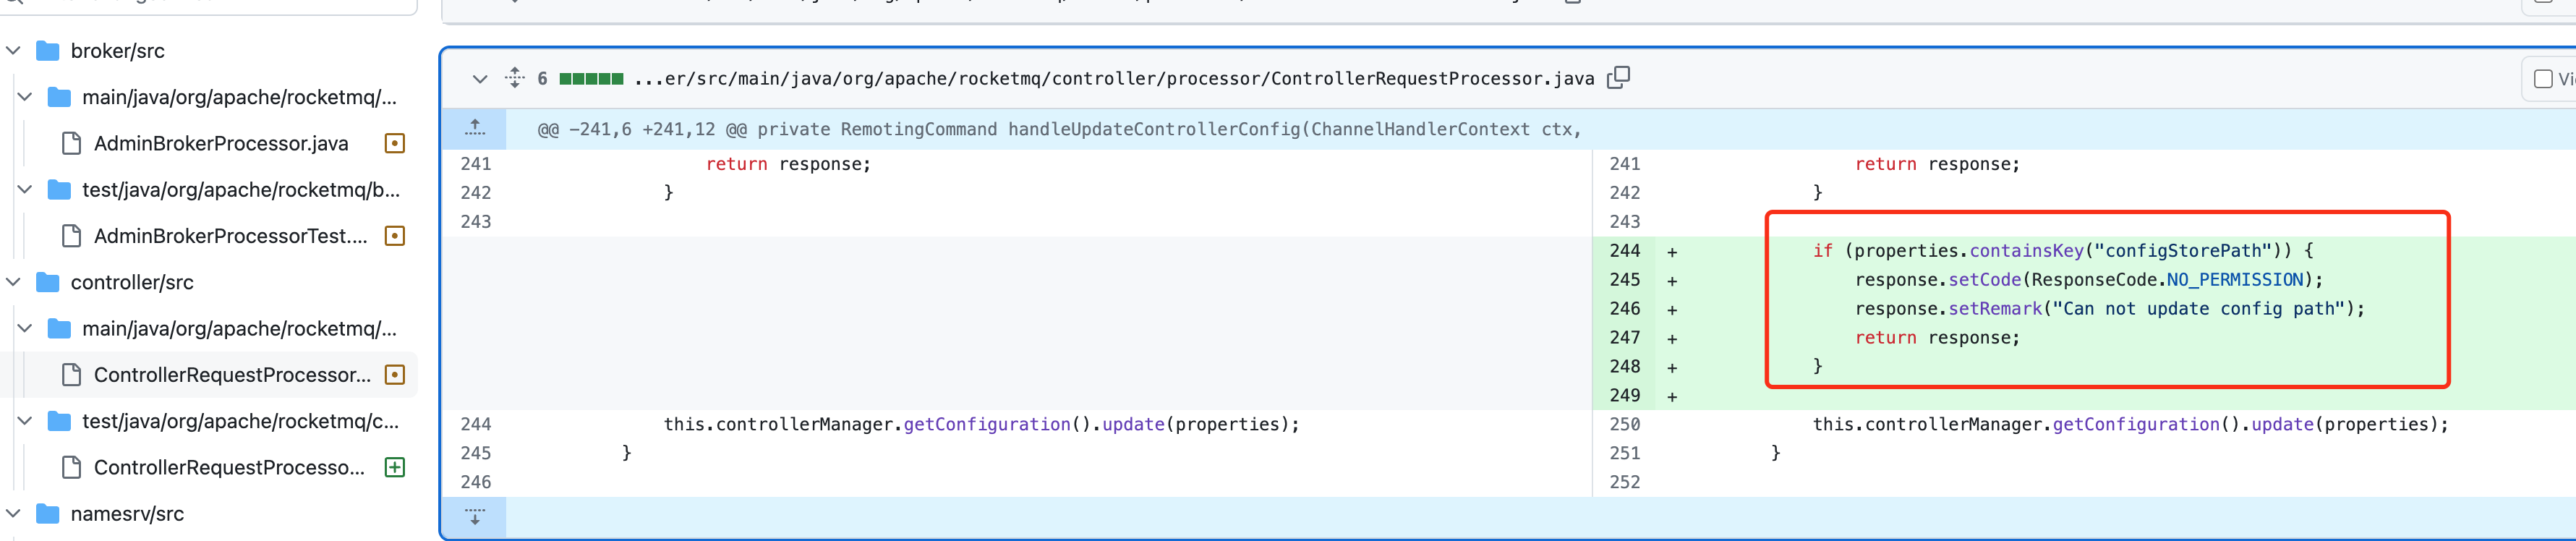 broker/src
main/java/org/apache/rocketmq/...
AdminBrokerProcessor.java
test/java/org/apache/rocketmq/b...
AdminBrokerProcessorTest....
controller/src
main/java/org/apache/rocketmq/...
ControllerRequestProcessor...
test/java/org/apache/rocketmq/c...
ControllerRequestProcesso...
namesrv/src
6 ...er/src/main/java/org/apache/rocketmq/controller/processor/ControllerRequestProcessor.java
@@ -241,6 +241,12 @@ private RemotingCommand handleUpdateControllerConfig(ChannelHandlerContext ctx,
241 return response;
242 }
243
244 this.controllerManager.getConfiguration().update(properties);
245 }
246
241 return response;
242 }
243
244 + if (properties.containsKey("configStorePath")) {
245 + response.setCode(ResponseCode.NO_PERMISSION);
246 + response.setRemark("Can not update config path");
247 + return response;
248 + }
249 +
250 this.controllerManager.getConfiguration().update(properties);
251 }
252